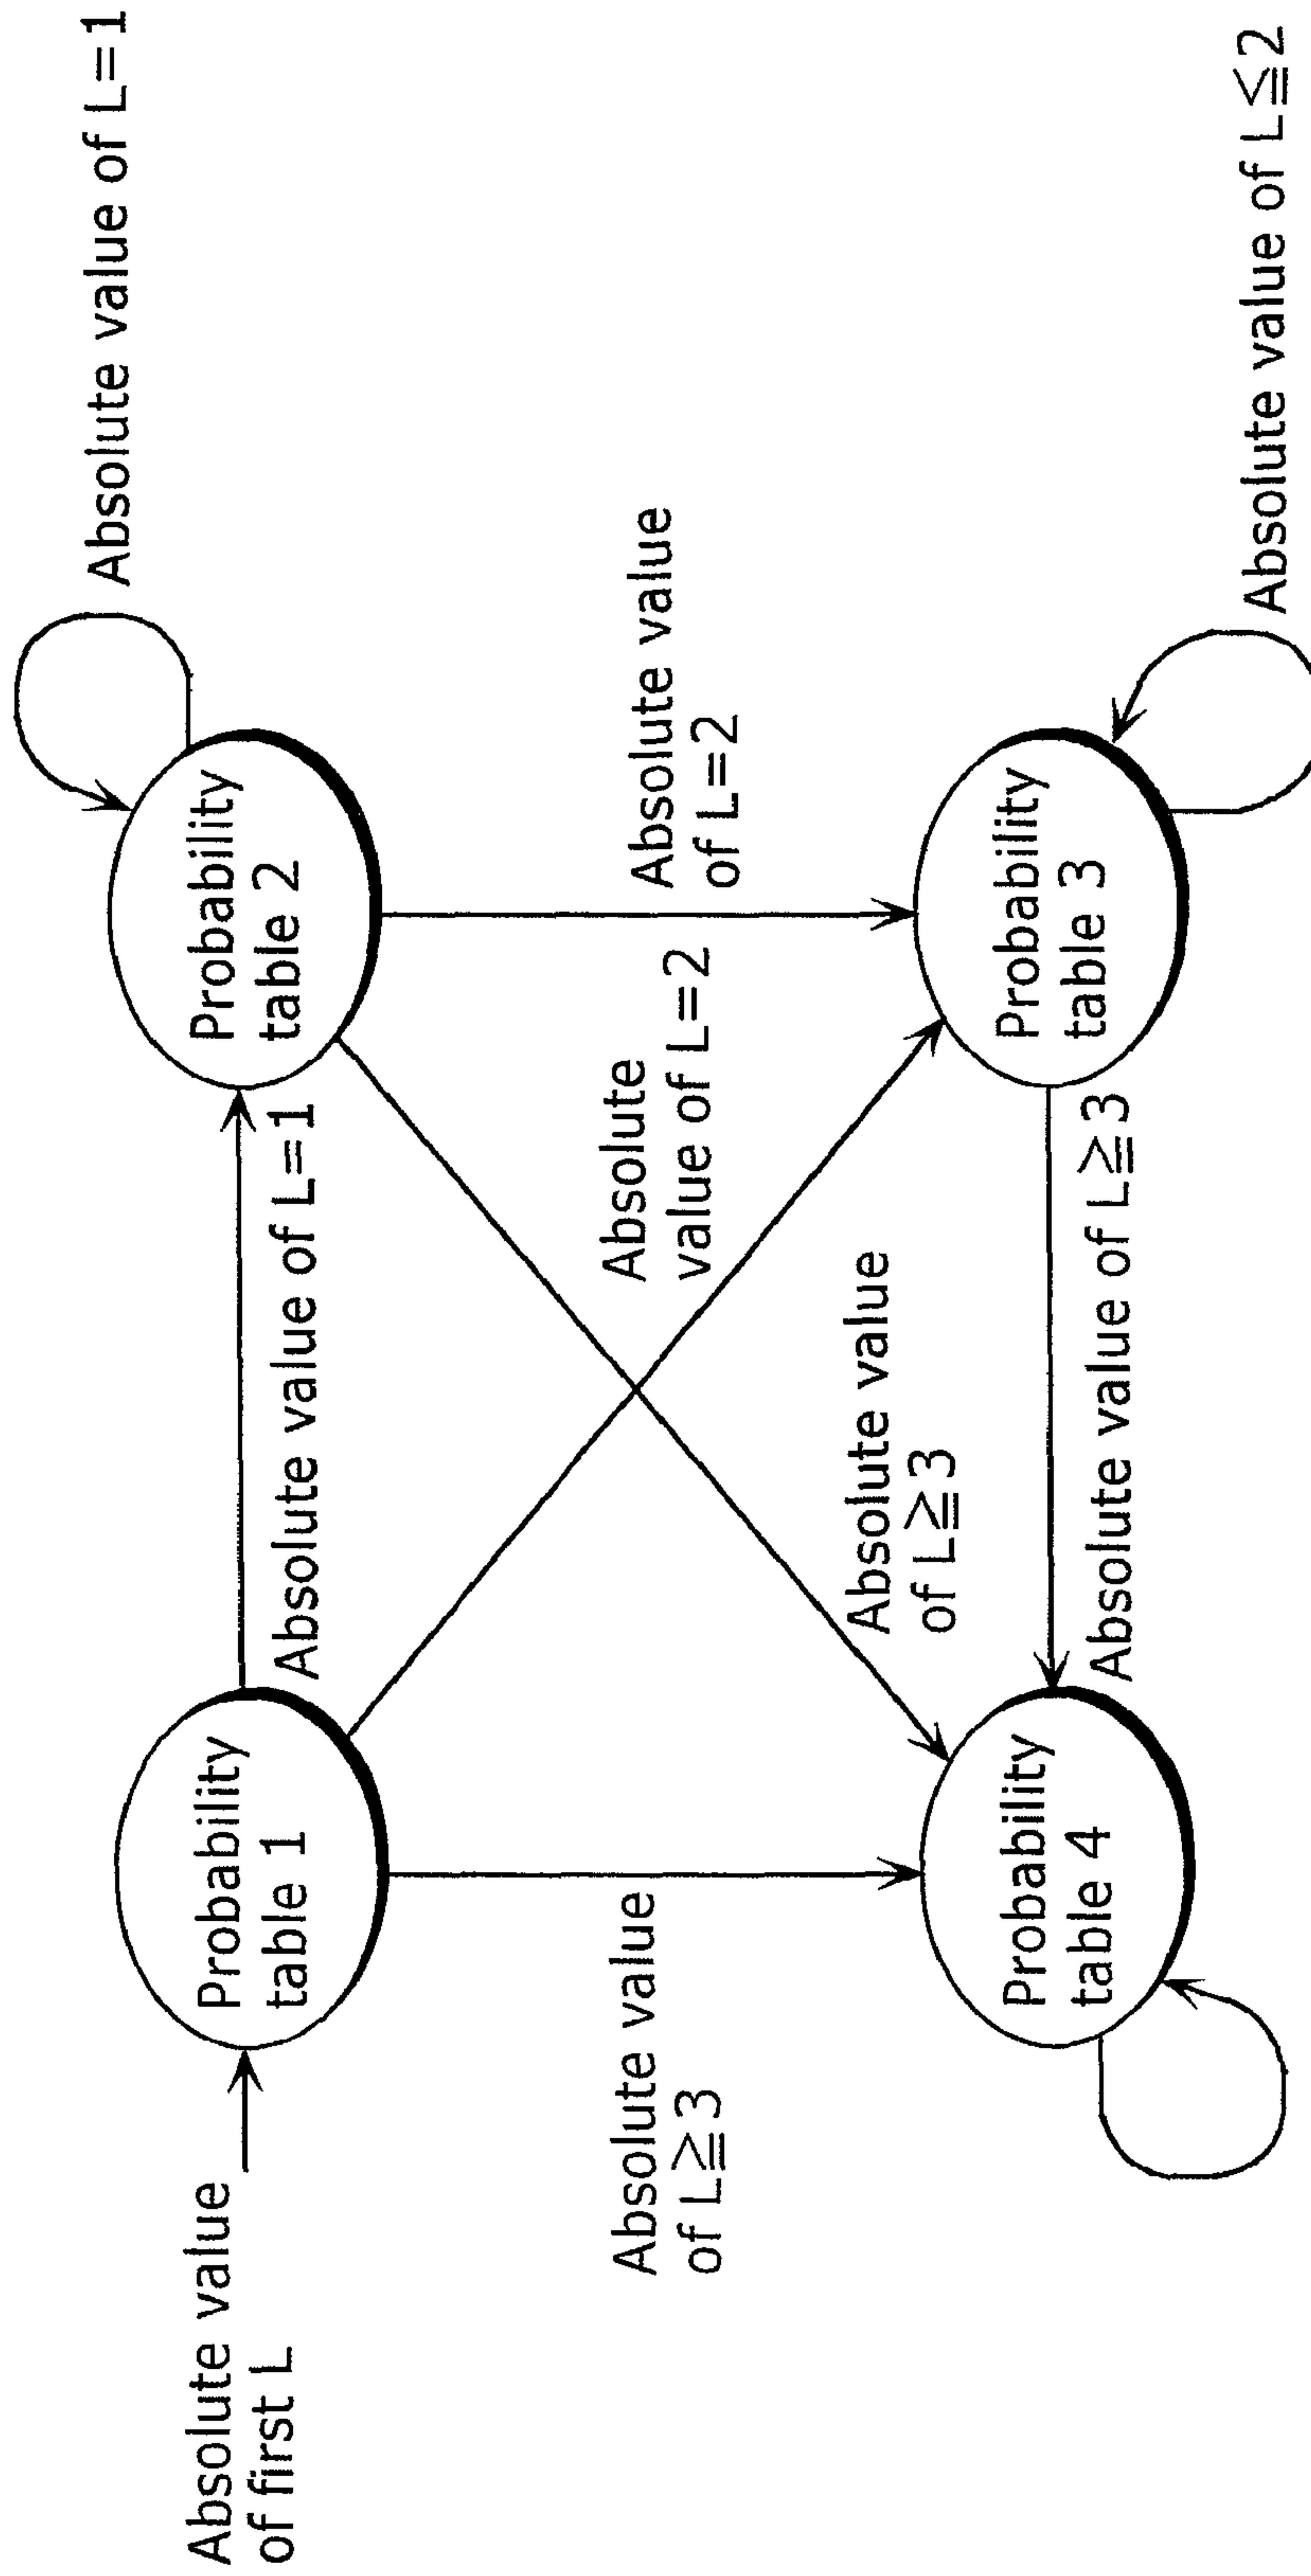 Absolute value
of first L
Probability
table 1
Absolute value of L=1
Probability
table 2
Absolute value of L=1
Absolute value
of L≧3
Absolute
value of L=2
Absolute value
of L=2
Absolute value
of L≧3
Probability
table 4
Absolute value of L≧3
Probability
table 3
Absolute value of L≦2